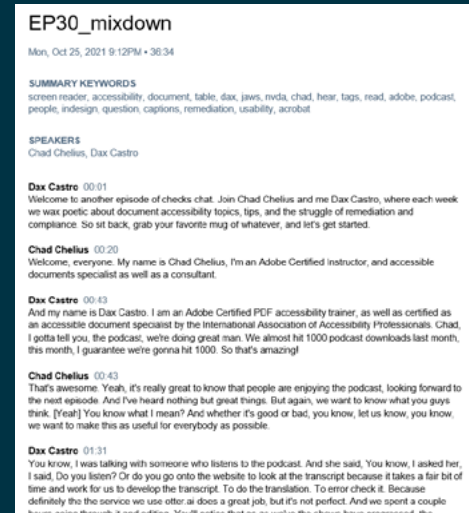 EP30_mixdown
Mon, Oct 25, 2021 9:12PM • 36:34
SUMMARY KEYWORDS
screen reader, accessibility, document, table, dax, jaws, nvda, chad, hear, tags, read, adobe, podcast,
people, indesign, question, captions, remediation, usability, acrobat
SPEAKERS
Chad Chelius, Dax Castro
Dax Castro 00:01
Welcome to another episode of checks chat. Join Chad Chelius and me Dax Castro, where each week
we wax poetic about document accessibility topics, tips, and the struggle of remediation and
compliance. So sit back, grab your favorite mug of whatever, and let's get started.
Chad Chelius 00:20
Welcome, everyone. My name is Chad Chelius, I'm an Adobe Certified Instructor, and accessible
documents specialist as well as a consultant.
Dax Castro 00:43
And my name is Dax Castro. I am an Adobe Certified PDF accessibility trainer, as well as certified as
an accessible document specialist by the International Association of Accessibility Professionals. Chad,
I gotta tell you, the podcast, we're doing great man. We almost hit 1000 podcast downloads last month,
this month, I guarantee we're gonna hit 1000. So that's amazing!
Chad Chelius 00:43
That's awesome. Yeah, it's really great to know that people are enjoying the podcast, looking forward to
the next episode. And I've heard nothing but great things. But again, we want to know what you guys
think. [Yeah] You know what I mean? And whether it's good or bad, you know, let us know, you know,
we want to make this as useful for everybody as possible.
Dax Castro 01:31
You know, I was talking with someone who listens to the podcast. And she said, You know, I asked her,
I said, Do you listen? Or do you go onto the website to look at the transcript because it takes a fair bit of
time and work for us to develop the transcript. To do the translation. To error check it. Because
definitely the the service we use otter.ai does a great job, but it's not perfect. And we spent a couple
hours going through it and editing. You'll notice that as